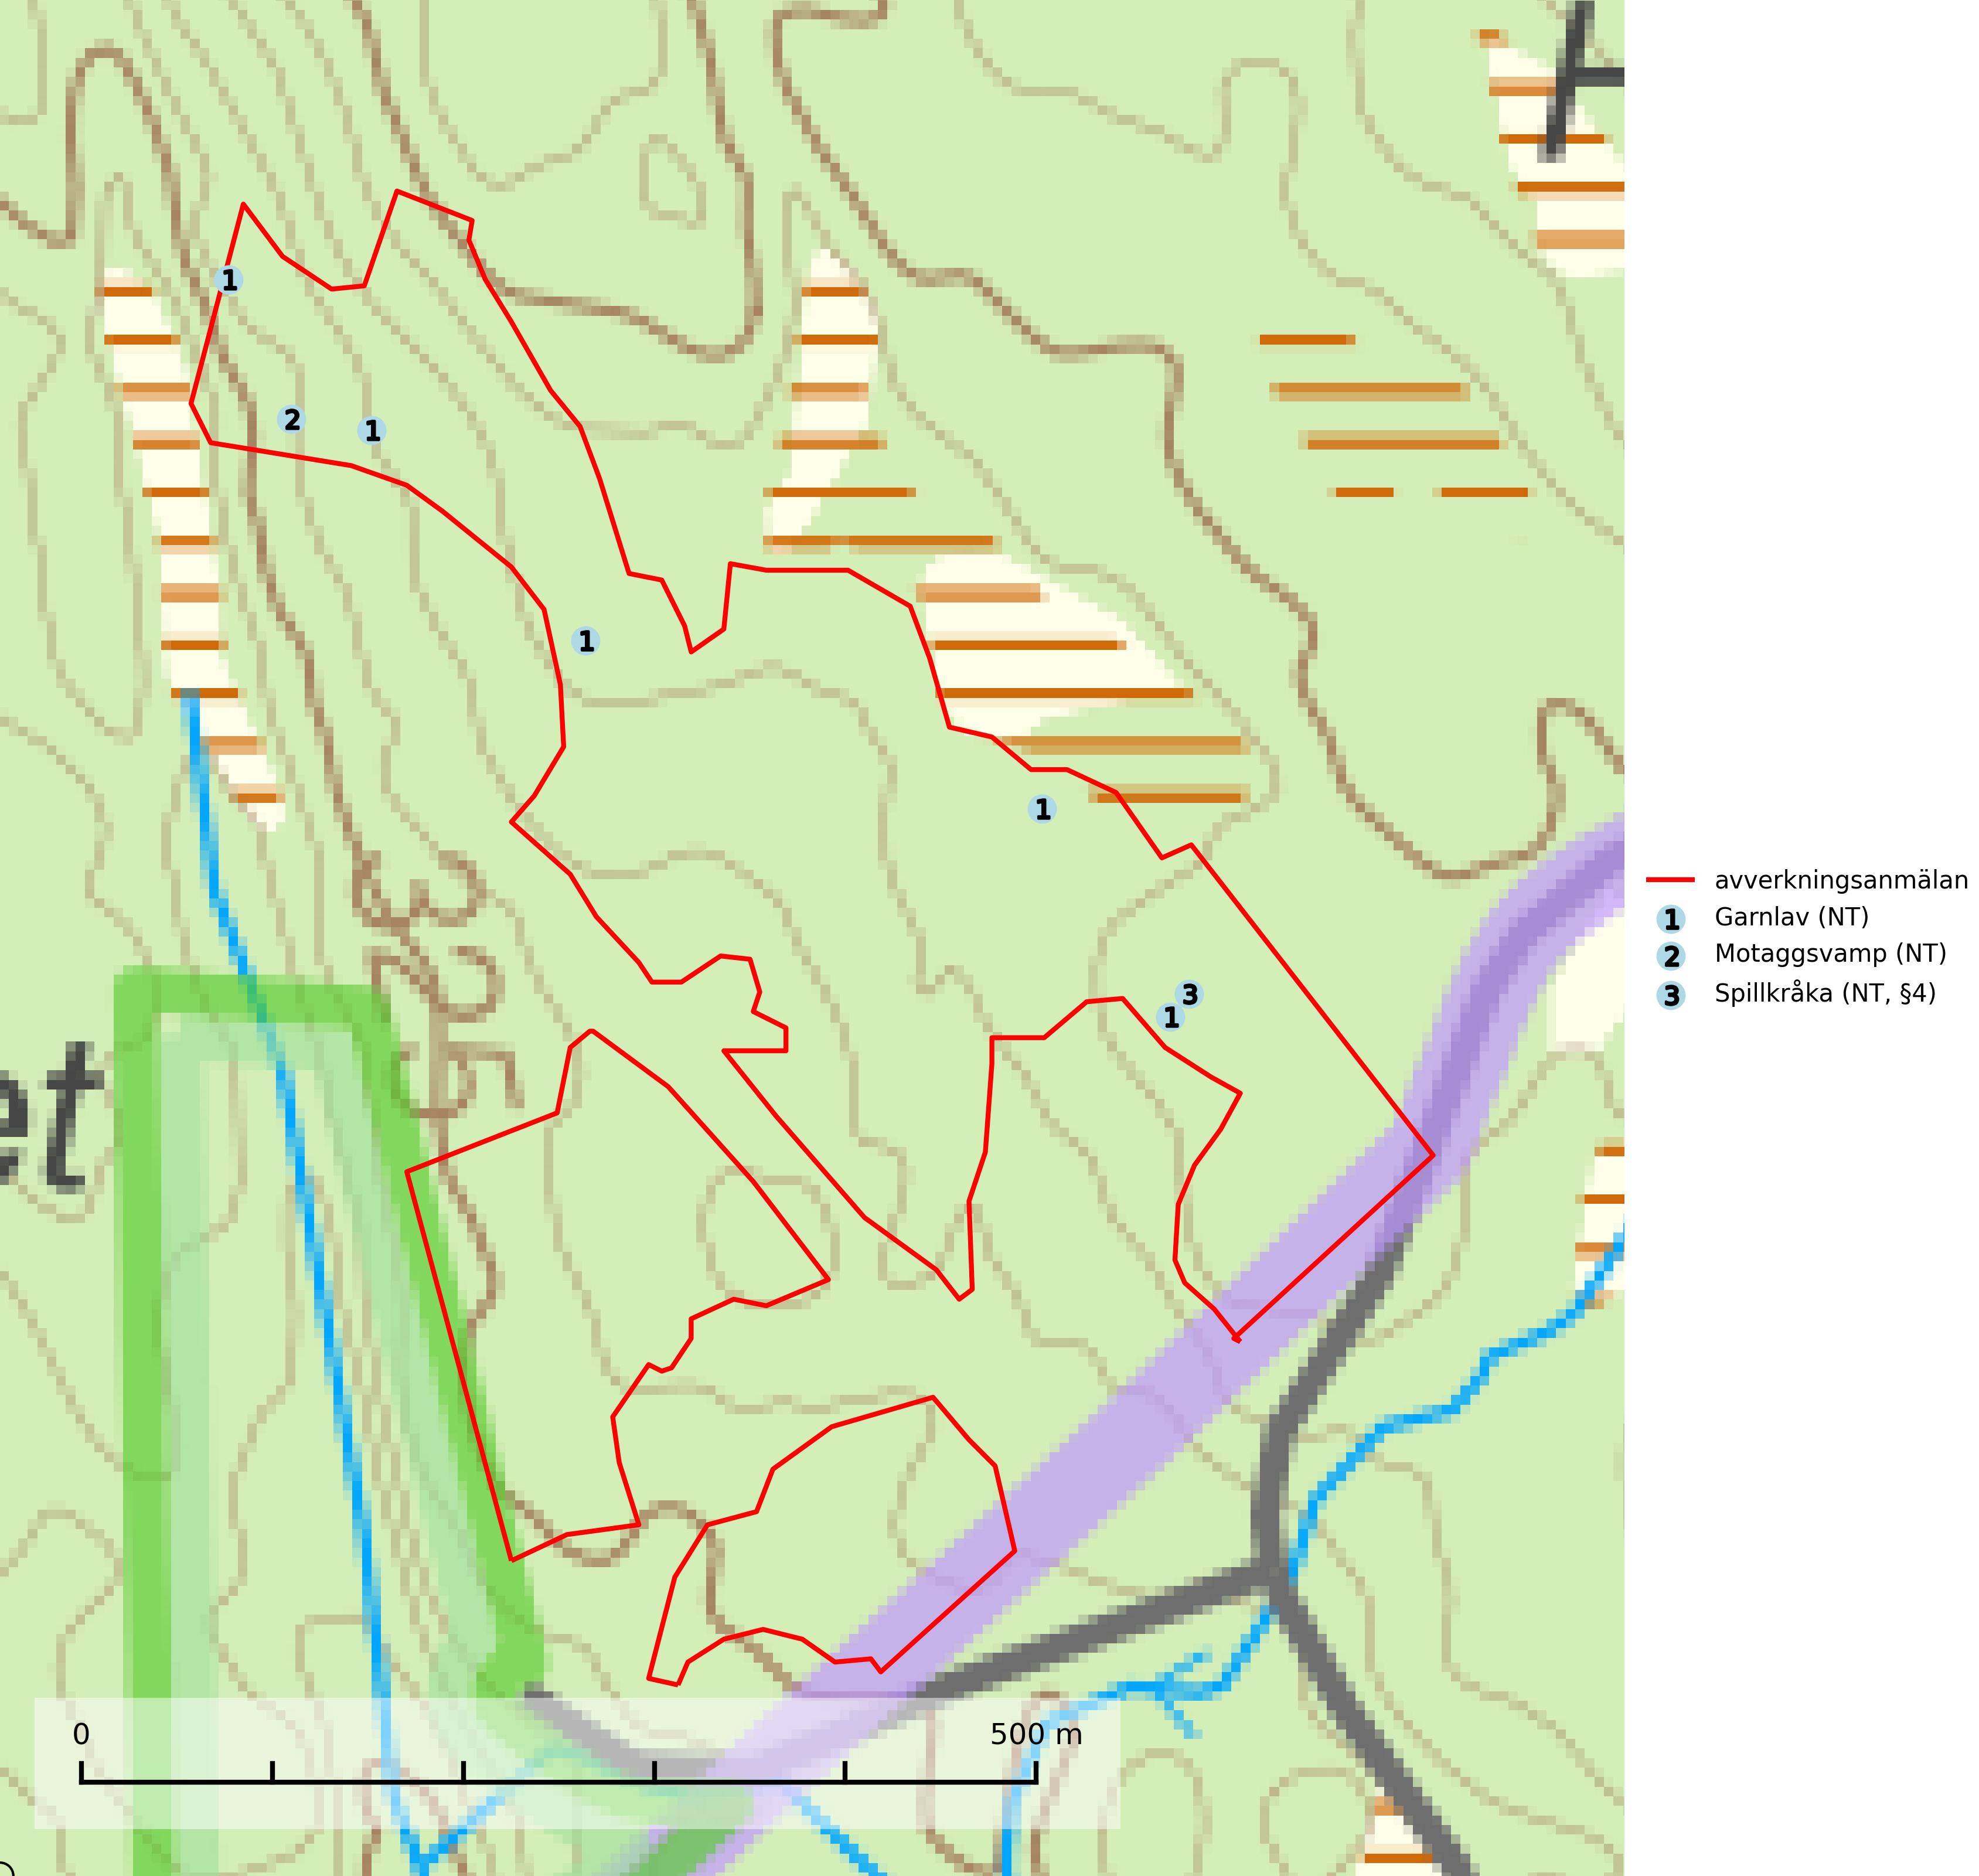 1
2
1
1
1
3
1
et
avverkningsanmälan
1 Garnlav (NT)
2 Motaggsvamp (NT)
3 Spillkråka (NT, §4)
0 500 m